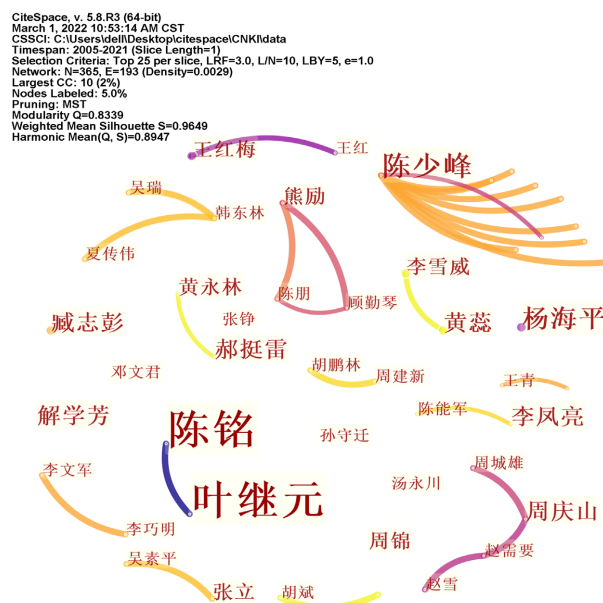 CiteSpace, v. 5.8.R3 (64-bit)
March 1, 2022 10:53:14 AM CST
CSSCI: C:\Users\dell\Desktop\citespace\CNKI\data
Timespan: 2005-2021 (Slice Length=1)
Selection Criteria: Top 25 per slice, LRF=3.0, L/N=10, LBY=5, e=1.0
Network: N=365, E=193 (Density=0.0029)
Largest CC: 10 (2%)
Nodes Labeled: 5.0%
Pruning: MST
Modularity Q=0.8339
Weighted Mean Silhouette S=0.9649
Harmonic Mean(Q, S)=0.8947
王红梅
王红
陈少峰
吴瑞
熊励
韩东林
夏传伟
李雪威
黄永林
陈朋
顾勤琴
臧志彭
张铮
黄蕊
杨海平
郝挺雷
邓文君
胡鹏林
周建新
王青
解学芳
陈铭
陈能军
李凤亮
孙守迁
李文军
周城雄
汤永川
叶继元
周庆山
李巧明
周锦
赵需要
吴素平
张立
胡斌
赵雪